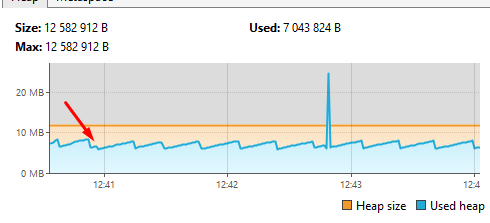 Heap Metaspace
Size: 12 582 912 B Used: 7 043 824 B
Max: 12 582 912 B
20 MB
10 MB
0 MB
12:41 12:42 12:43 12:4
Heap size Used heap